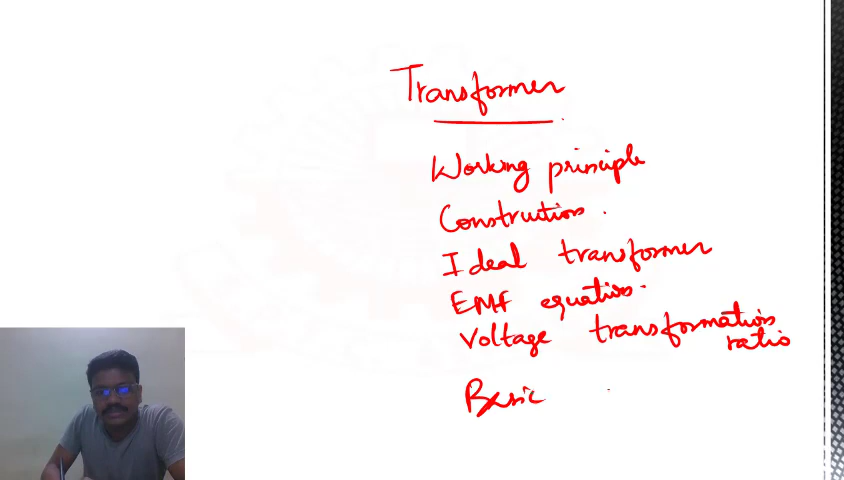 Transformer
Working principle
Construction.
Ideal transformer
EMF equation.
Voltage transformation
ratio
Basic